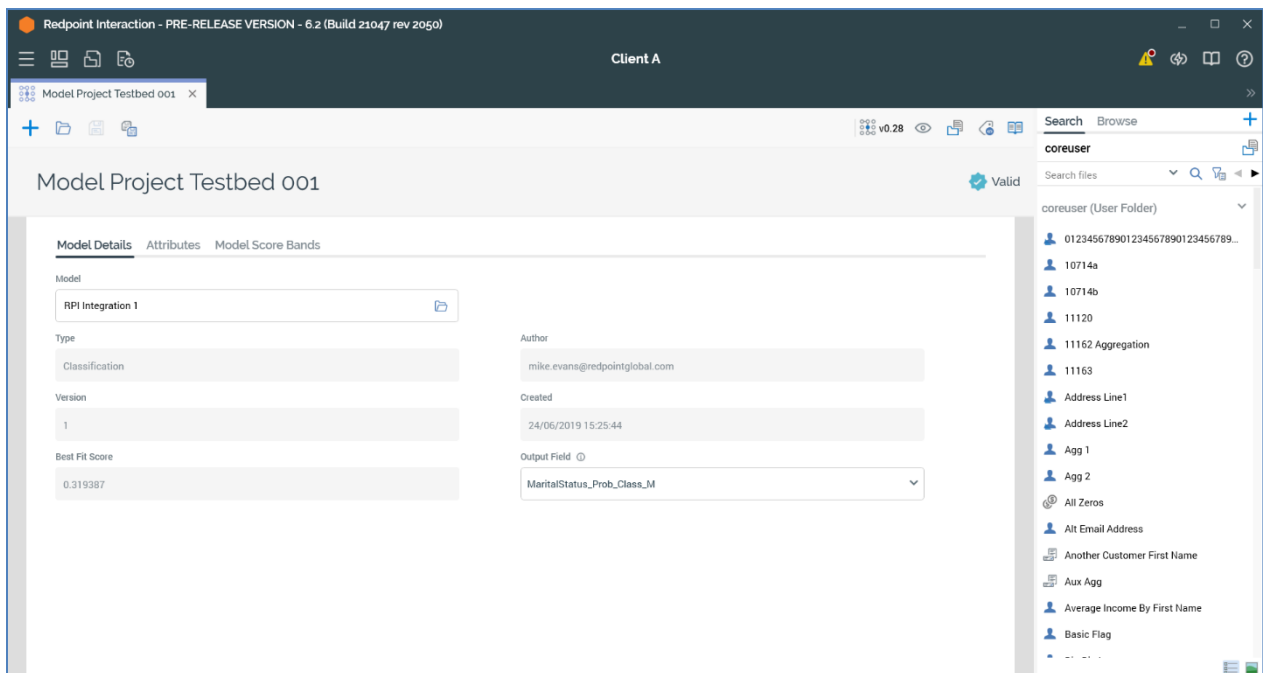 Redpoint Interaction - PRE-RELEASE VERSION - 6.2 (Build 21047 rev 2050)
Client A
Model Project Testbed 001
v0.28
Search Browse
coreuser
Model Project Testbed 001
Valid
Search files
coreuser (User Folder)
Model Details Attributes Model Score Bands
Model
RPI Integration 1
Type
Author
Classification
mike.evans@redpointglobal.com
Version
Created
1
24/06/2019 15:25:44
Best Fit Score
Output Field
0.319387
MaritalStatus_Prob_Class_M
012345678901234567890123456789...
10714a
10714b
11120
11162 Aggregation
11163
Address Line1
Address Line2
Agg 1
Agg 2
All Zeros
Alt Email Address
Another Customer First Name
Aux Agg
Average Income By First Name
Basic Flag